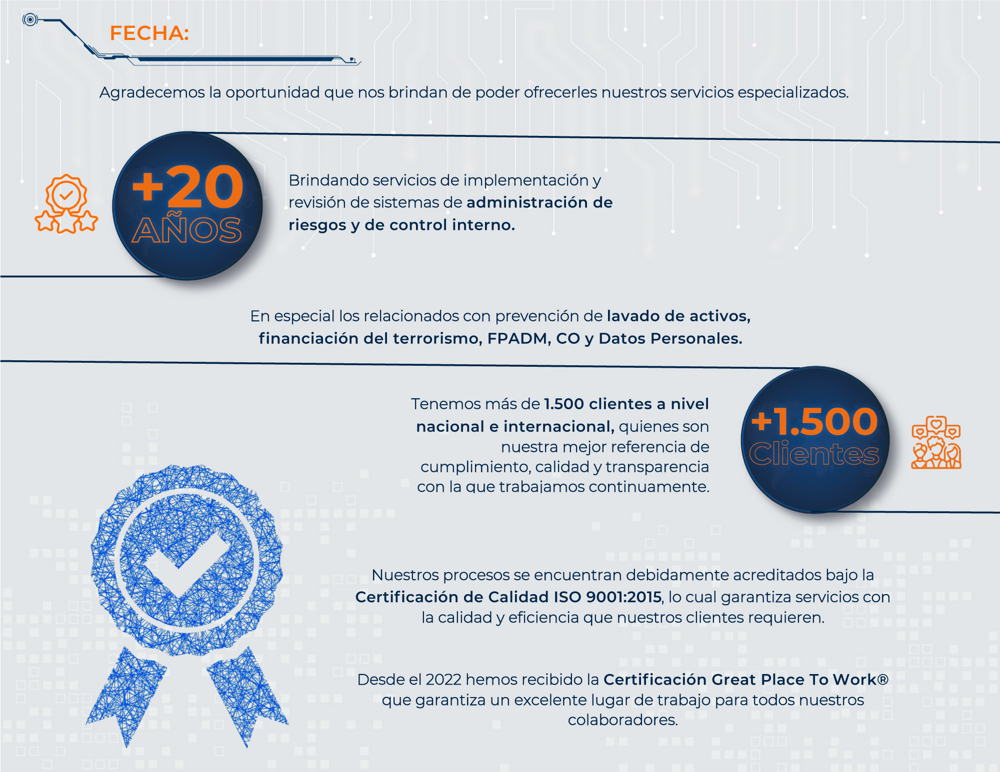 FECHA:
Agradecemos la oportunidad que nos brindan de poder ofrecerles nuestros servicios especializados.
+20
AÑOS
Brindando servicios de implementación y
revisión de sistemas de administración de
riesgos y de control interno.
En especial los relacionados con prevención de lavado de activos,
financiación del terrorismo, FPADM, CO y Datos Personales.
Tenemos más de 1.500 clientes a nivel
nacional e internacional, quienes son
nuestra mejor referencia de
cumplimiento, calidad y transparencia
con la que trabajamos continuamente.
+1.500
Clientes
Nuestros procesos se encuentran debidamente acreditados bajo la
Certificación de Calidad ISO 9001:2015, lo cual garantiza servicios con
la calidad y eficiencia que nuestros clientes requieren.
Desde el 2022 hemos recibido la Certificación Great Place To Work®
que garantiza un excelente lugar de trabajo para todos nuestros
colaboradores.